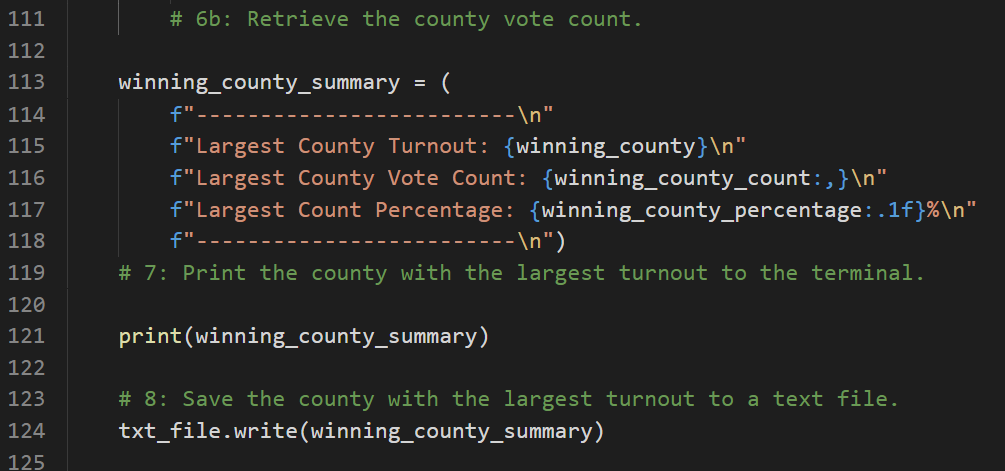 111 # 6b: Retrieve the county vote count.
112
113 winning_county_summary = (
114 f"-------------------------\n"
115 f"Largest County Turnout: {winning_county}\n"
116 f"Largest County Vote Count: {winning_county_count:,}\n"
117 f"Largest Count Percentage: {winning_county_percentage:.1f}%\n"
118 f"-------------------------\n")
119 # 7: Print the county with the largest turnout to the terminal.
120
121 print(winning_county_summary)
122
123 # 8: Save the county with the largest turnout to a text file.
124 txt_file.write(winning_county_summary)
125